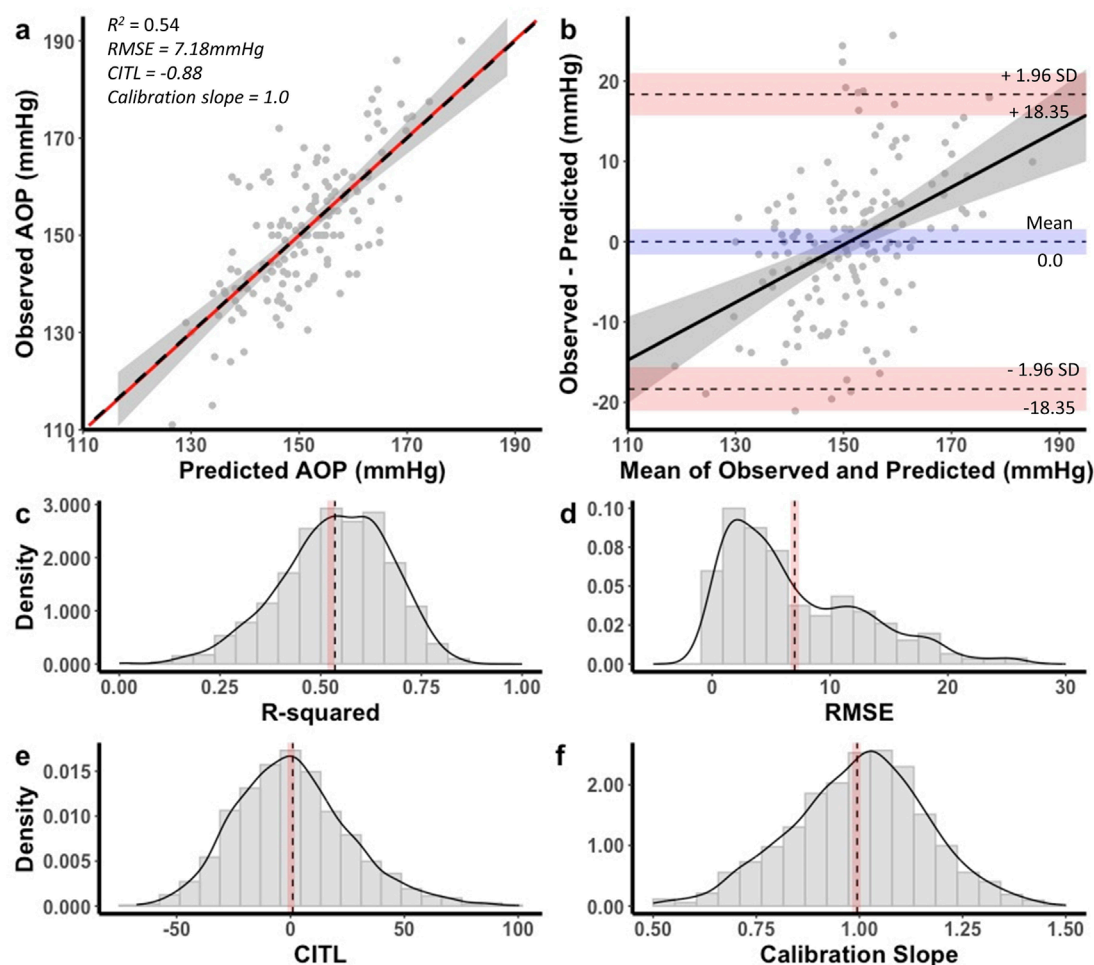 a
R² = 0.54
RMSE = 7.18mmHg
CITL = -0.88
Calibration slope = 1.0
Observed AOP (mmHg)
190
170
150
130
110
110 130 150 170 190
Predicted AOP (mmHg)
b
Observed - Predicted (mmHg)
20
10
0
-10
-20
+ 1.96 SD
+ 18.35
Mean
0.0
- 1.96 SD
-18.35
110 130 150 170 190
Mean of Observed and Predicted (mmHg)
c
Density
3.000
2.000
1.000
0.000
0.00 0.25 0.50 0.75 1.00
R-squared
d
0.10
0.08
0.05
0.02
0.00
0 10 20 30
RMSE
e
Density
0.015
0.010
0.005
0.000
-50 0 50 100
CITL
f
2.00
1.00
0.00
0.50 0.75 1.00 1.25 1.50
Calibration Slope